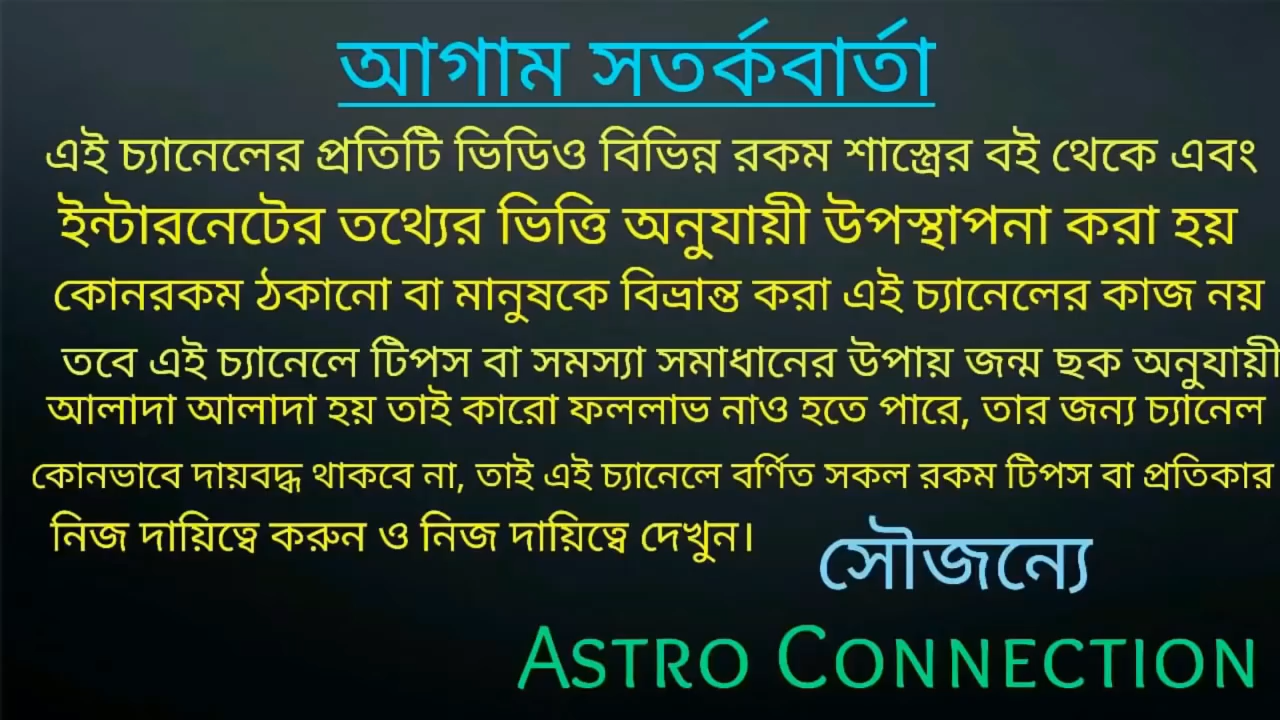 আগাম সতর্কবার্তা
এই চ্যানেলের প্রতিটি ভিডিও বিভিন্ন রকম শাস্ত্রের বই থেকে এবং
ইন্টারনেটের তথ্যের ভিত্তি অনুযায়ী উপস্থাপনা করা হয়
কোনরকম ঠকানো বা মানুষকে বিভ্রান্ত করা এই চ্যানেলের কাজ নয়
তবে এই চ্যানেলে টিপস বা সমস্যা সমাধানের উপায় জন্ম ছক অনুযায়ী
আলাদা আলাদা হয় তাই কারো ফললাভ নাও হতে পারে, তার জন্য চ্যানেল
কোনভাবে দায়বদ্ধ থাকবে না, তাই এই চ্যানেলে বর্ণিত সকল রকম টিপস বা প্রতিকার
নিজ দায়িত্বে করুন ও নিজ দায়িত্বে দেখুন।
সৌজন্যে
ASTRO CONNECTION